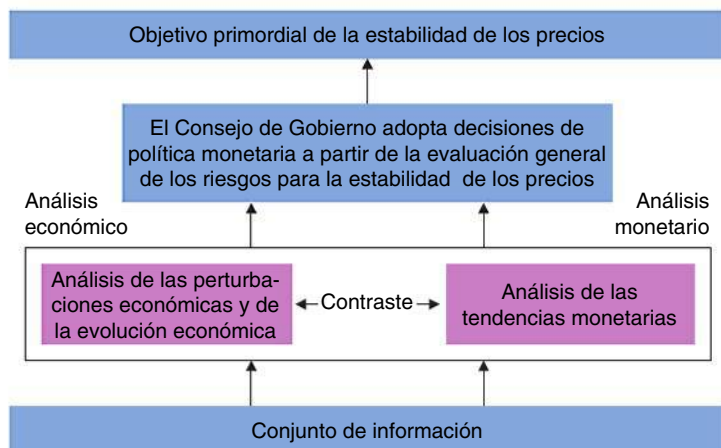 Objetivo primordial de la estabilidad de los precios
El Consejo de Gobierno adopta decisiones de
política monetaria a partir de la evaluación general
de los riesgos para la estabilidad de los precios
Análisis
económico
Análisis
monetario
Análisis de las perturba-
ciones económicas y de
la evolución económica
Contraste
Análisis de las
tendencias monetarias
Conjunto de información